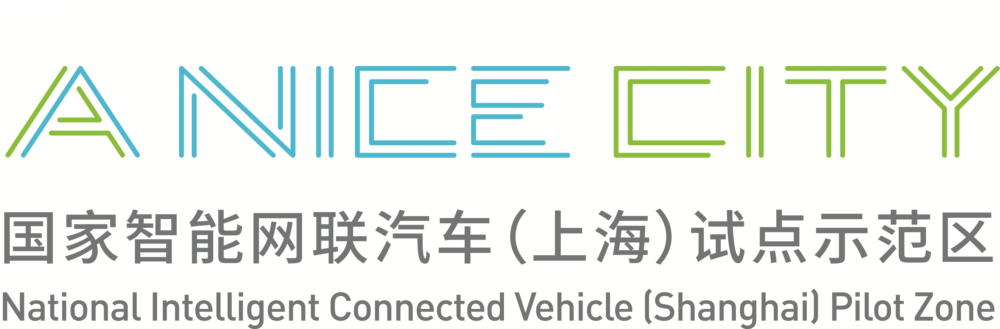 A NICE CITY
国家智能网联汽车（上海）试点示范区
National Intelligent Connected Vehicle (Shanghai) Pilot Zone